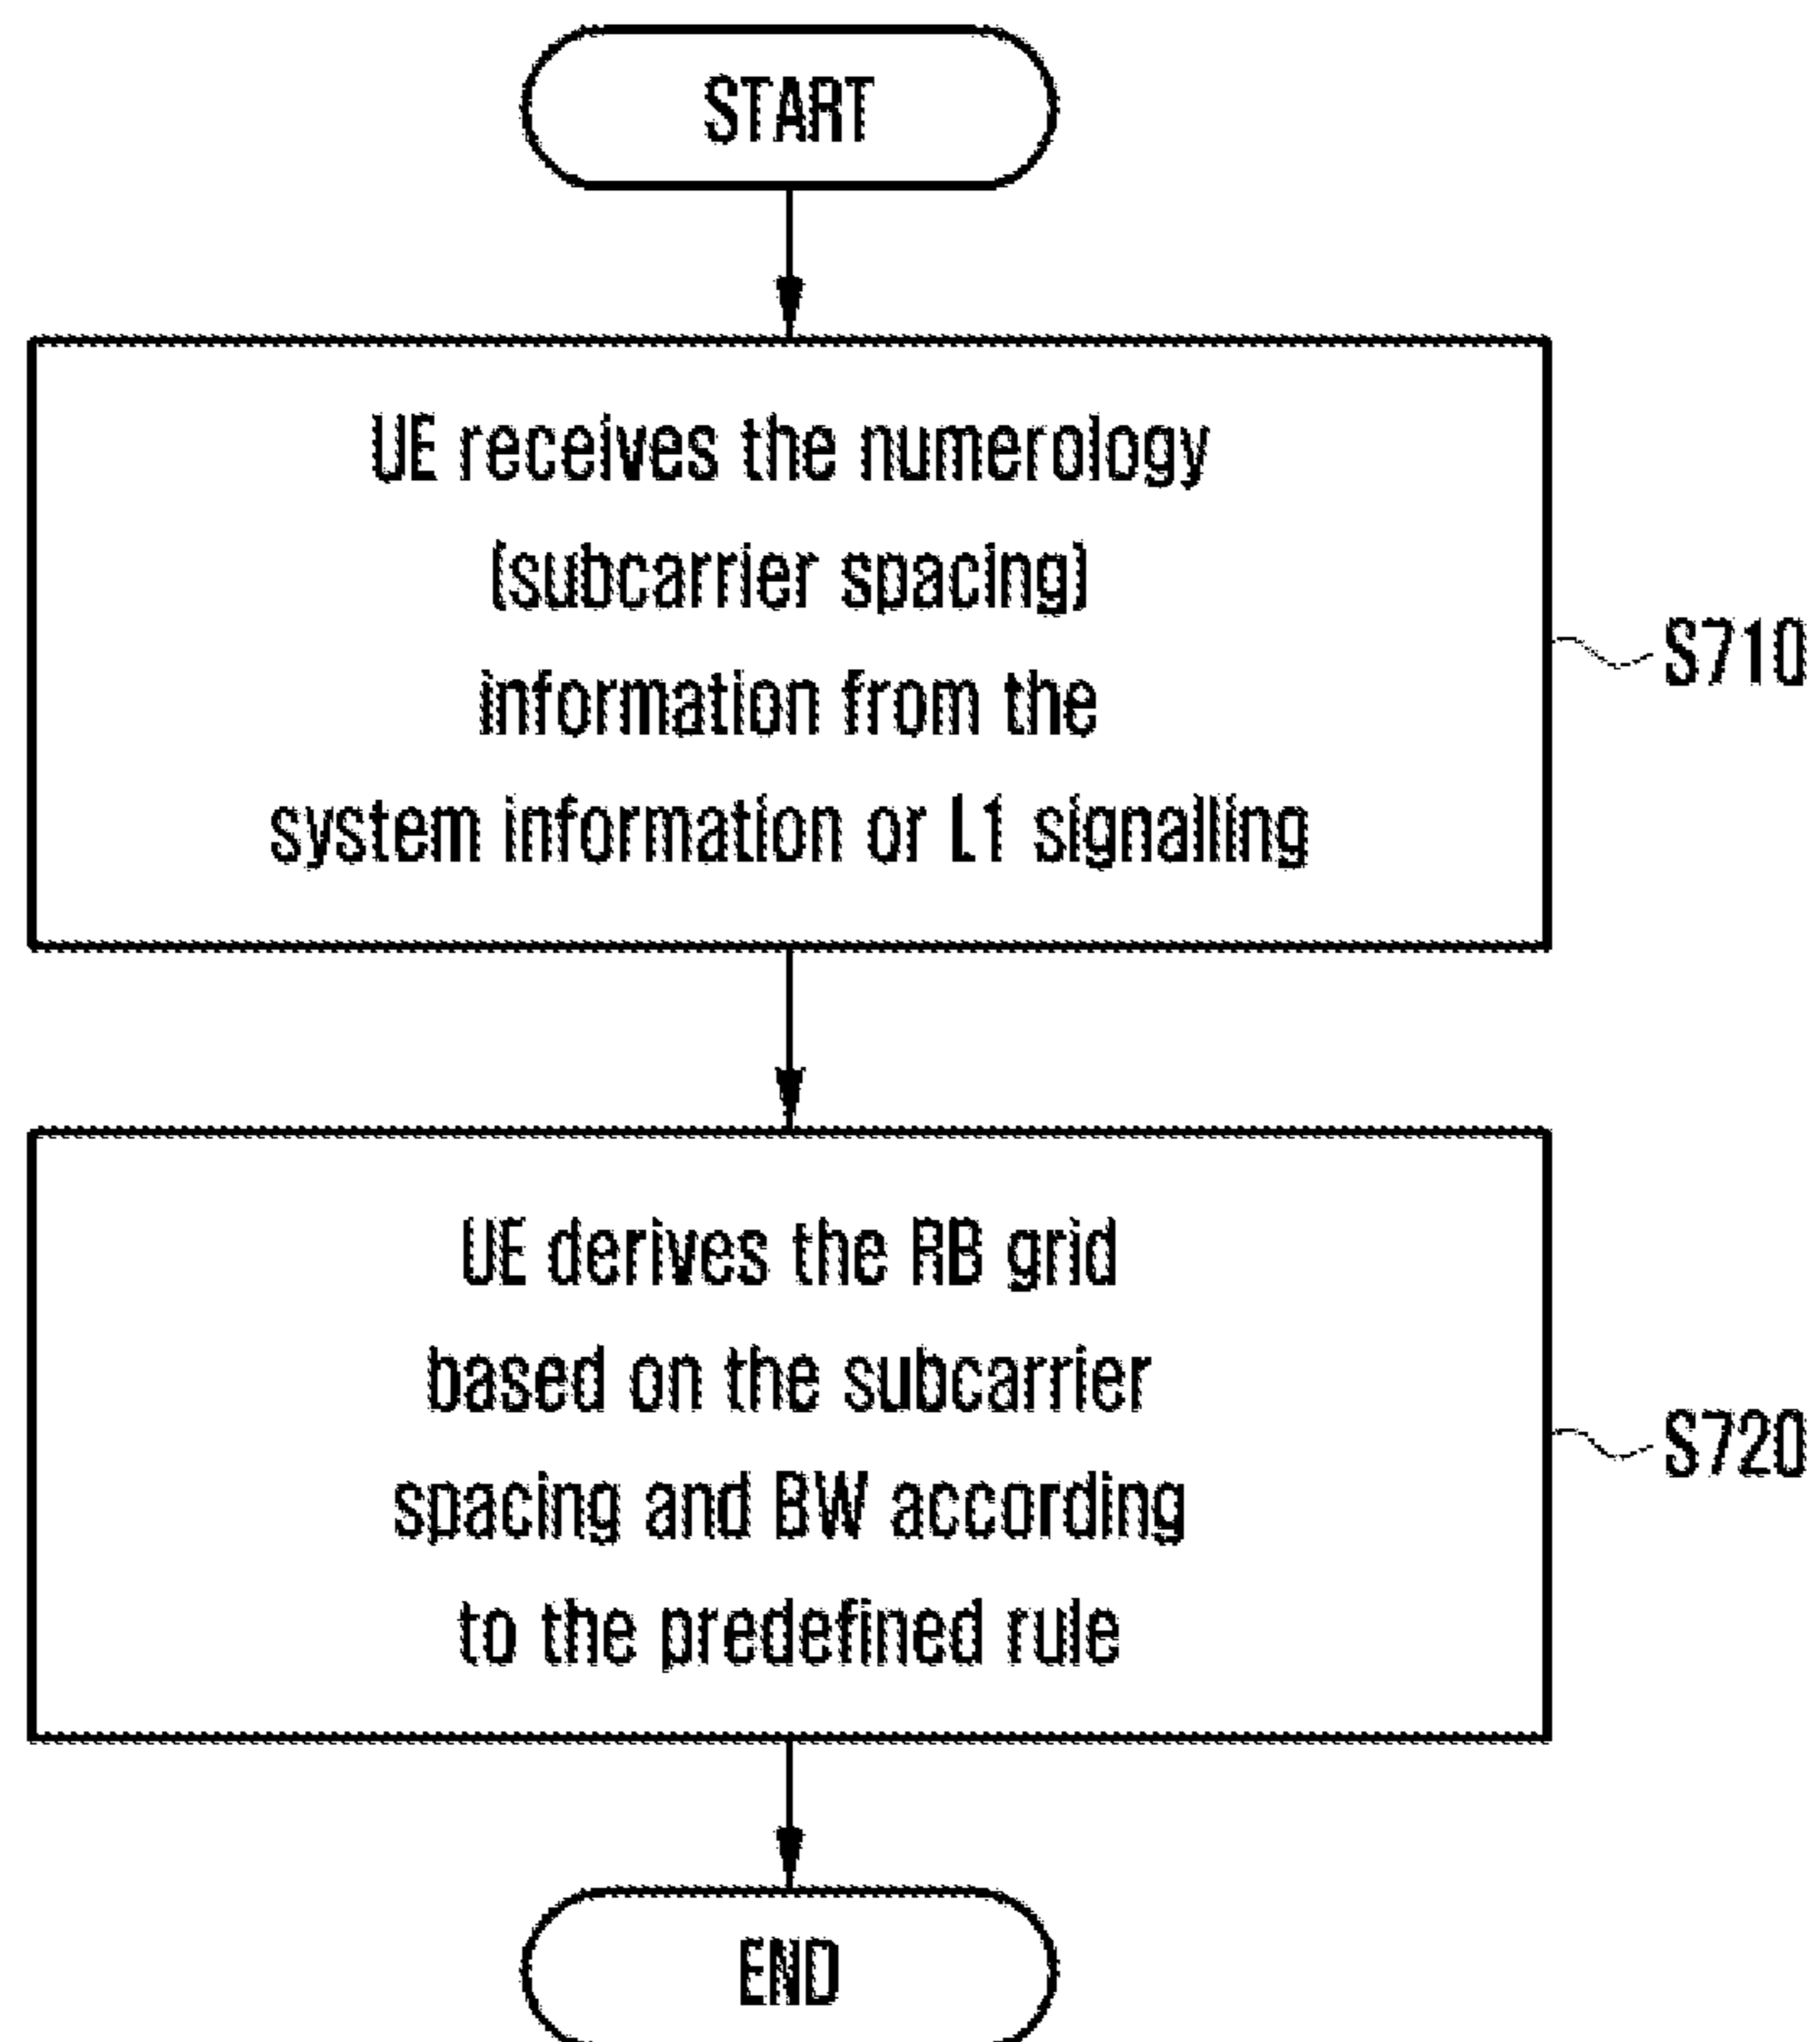 START
UE receives the numerology
(subcarrier spacing)
information from the
system information or L1 signalling
S710
UE derives the RB grid
based on the subcarrier
spacing and BW according
to the predefined rule
S720
END